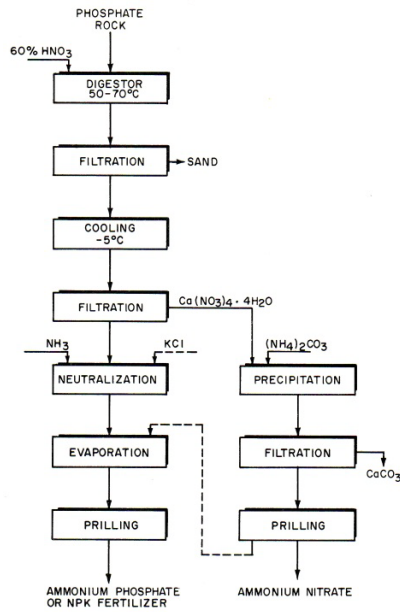 PHOSPHATE
ROCK
60% HNO3
DIGESTOR
50-70°C
FILTRATION
SAND
COOLING
-5°C
FILTRATION
Ca(NO3)4 · 4H2O
NH3
KCl
(NH4)2CO3
NEUTRALIZATION
PRECIPITATION
EVAPORATION
FILTRATION
CaCO3
PRILLING
PRILLING
AMMONIUM PHOSPHATE
OR NPK FERTILIZER
AMMONIUM NITRATE